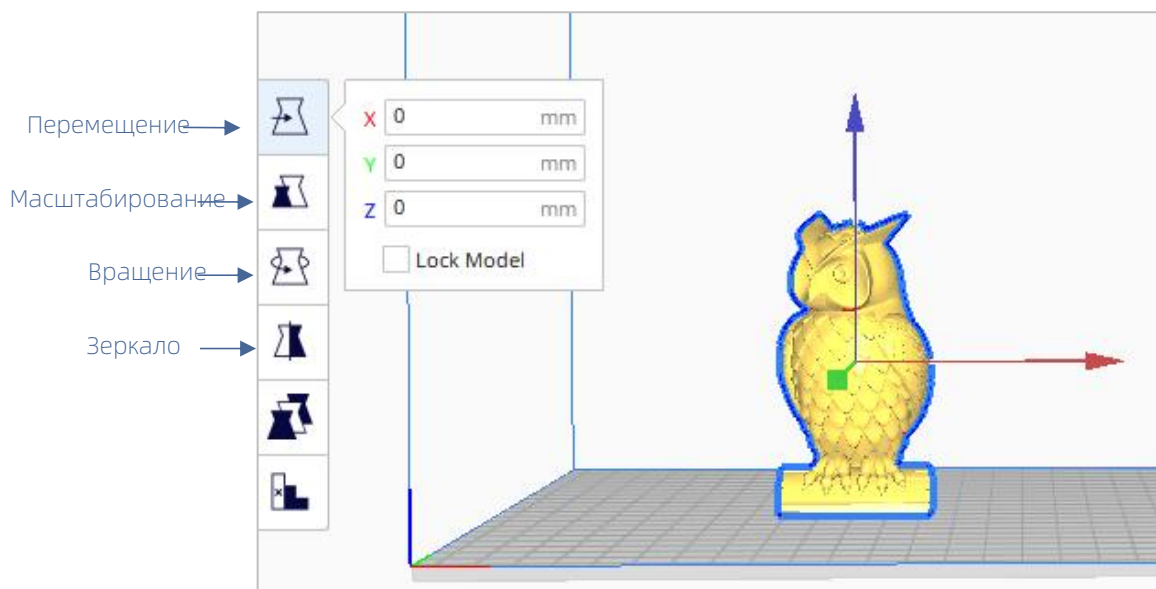 Перемещение
Масштабирование
Вращение
Зеркало
X 0 mm
Y 0 mm
Z 0 mm
Lock Model